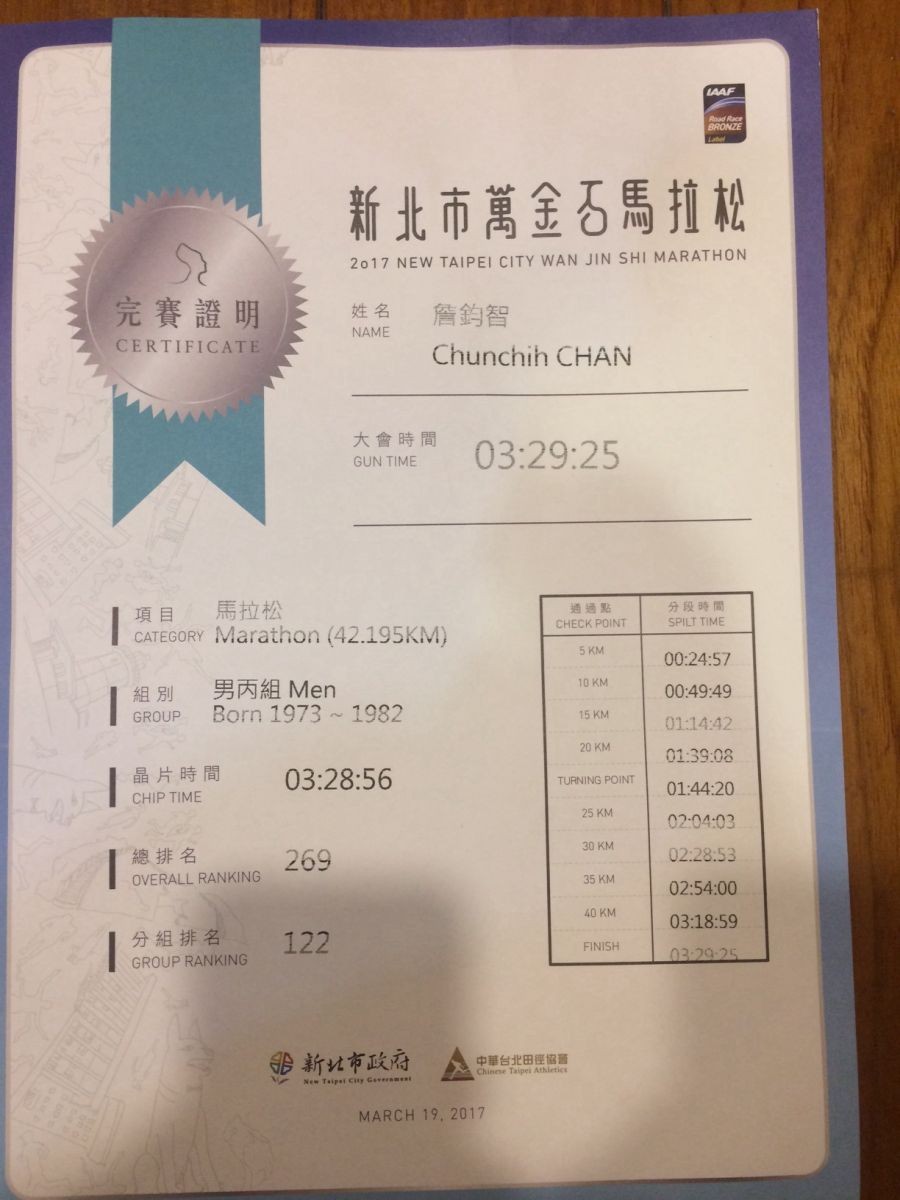 IAAF
Road Race
BRONZE
Label
新北市萬金石馬拉松
2017 NEW TAIPEI CITY WAN JIN SHI MARATHON
完賽證明
CERTIFICATE
姓名 詹鈞智
NAME
Chunchih CHAN
大會時間
GUN TIME
03:29:25
項目 馬拉松
CATEGORY Marathon (42.195KM)
組別 男丙組 Men
GROUP Born 1973 ~ 1982
晶片時間
CHIP TIME
03:28:56
總排名
OVERALL RANKING
269
分組排名
GROUP RANKING
122
通過點 分段時間
CHECK POINT SPILT TIME
5 KM 00:24:57
10 KM 00:49:49
15 KM 01:14:42
20 KM 01:39:08
TURNING POINT 01:44:20
25 KM 02:04:03
30 KM 02:28:53
35 KM 02:54:00
40 KM 03:18:59
FINISH 03:29:25
新北市政府
New Taipei City Government
中華台北田徑協會
Chinese Taipei Athletics
MARCH 19, 2017